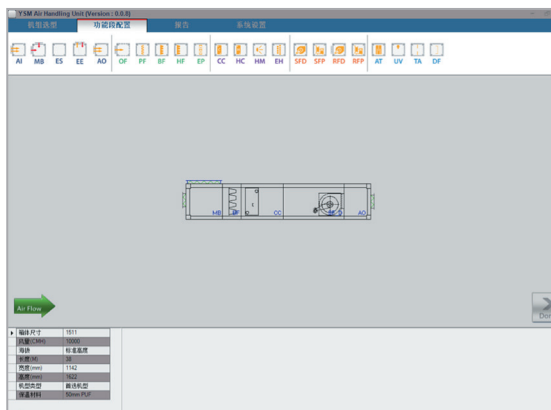 YSM Air Handling Unit (Version : 0.0.8)
机组选型 功能段配置 报告 系统设置
AI MB ES EE AO OF PF BF HF EP CC HC HM EH SFD SFP RFD RFP AT UV TA DF
MB BF CC AO
Air Flow
箱体尺寸 1511
风量(CMH) 10000
海拔 标准高度
长度(M) 38
宽度(mm) 1142
高度(mm) 1622
机型类型 首选机型
保温材料 50mm PUF